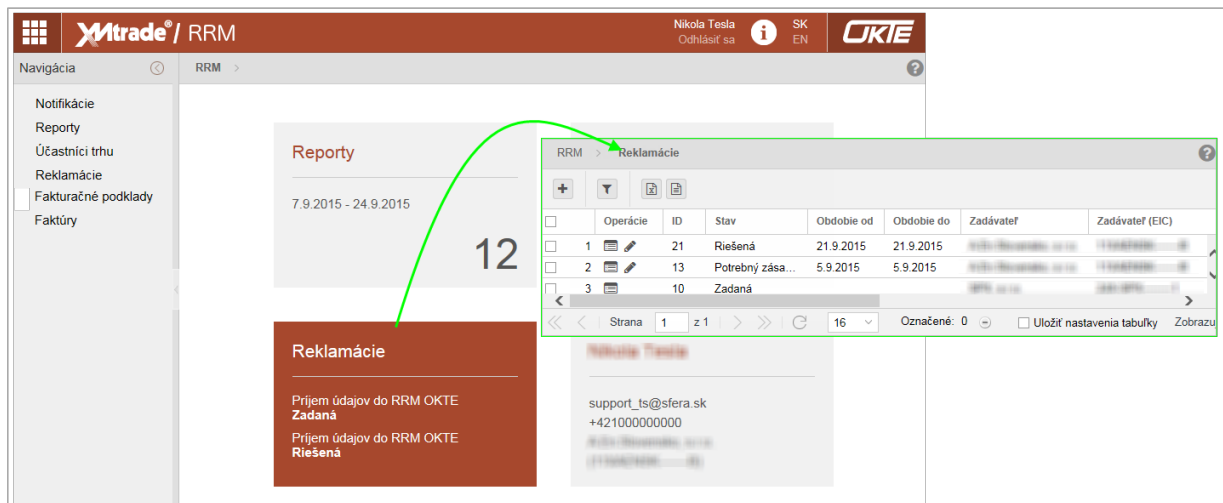 XMtrade®/ RRM
Nikola Tesla
Odhlásiť sa
SK
EN
OKTE
Navigácia
RRM >
Notifikácie
Reporty
Účastníci trhu
Reklamácie
Fakturačné podklady
Faktúry
Reporty
7.9.2015 - 24.9.2015
12
RRM > Reklamácie
Operácie ID Stav Obdobie od Obdobie do Zadávateľ Zadávateľ (EIC)
1 21 Riešená 21.9.2015 21.9.2015
2 13 Potrebný zása... 5.9.2015 5.9.2015
3 10 Zadaná
Strana 1 z 1 16 Označené: 0 Uložiť nastavenia tabuľky Zobrazu
Reklamácie
Príjem údajov do RRM OKTE
Zadaná
Príjem údajov do RRM OKTE
Riešená
Nikola Tesla
support_ts@sfera.sk
+421000000000